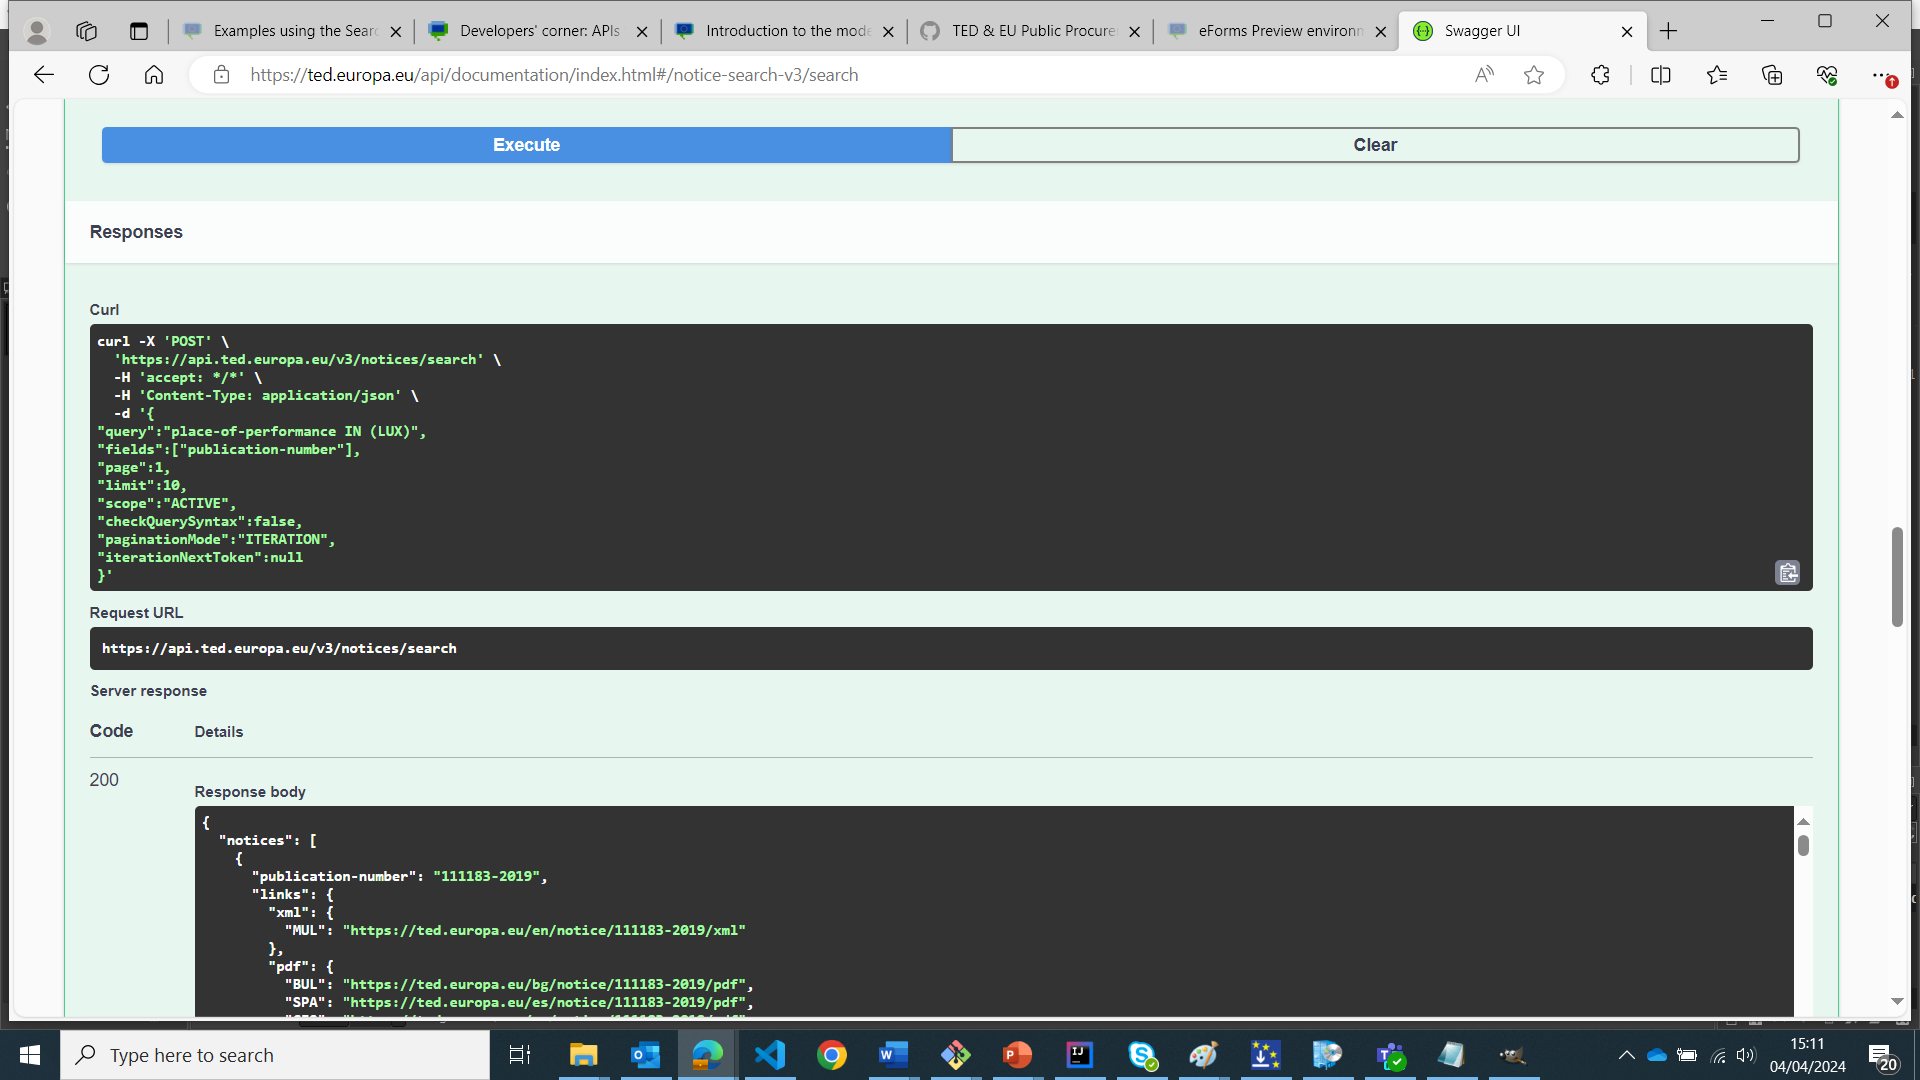 Examples using the Searc
Developers' corner: APIs
Introduction to the mode
TED & EU Public Procure
eForms Preview environm
Swagger UI
https://ted.europa.eu/api/documentation/index.html#/notice-search-v3/search
Execute
Clear
Responses
Curl
curl -X 'POST' \
'https://api.ted.europa.eu/v3/notices/search' \
-H 'accept: */*' \
-H 'Content-Type: application/json' \
-d '{
"query":"place-of-performance IN (LUX)",
"fields":["publication-number"],
"page":1,
"limit":10,
"scope":"ACTIVE",
"checkQuerySyntax":false,
"paginationMode":"ITERATION",
"iterationNextToken":null
}'
Request URL
https://api.ted.europa.eu/v3/notices/search
Server response
Code
Details
200
Response body
{
"notices": [
{
"publication-number": "111183-2019",
"links": {
"xml": {
"MUL": "https://ted.europa.eu/en/notice/111183-2019/xml"
},
"pdf": {
"BUL": "https://ted.europa.eu/bg/notice/111183-2019/pdf",
"SPA": "https://ted.europa.eu/es/notice/111183-2019/pdf",
Type here to search
15:11
04/04/2024
20